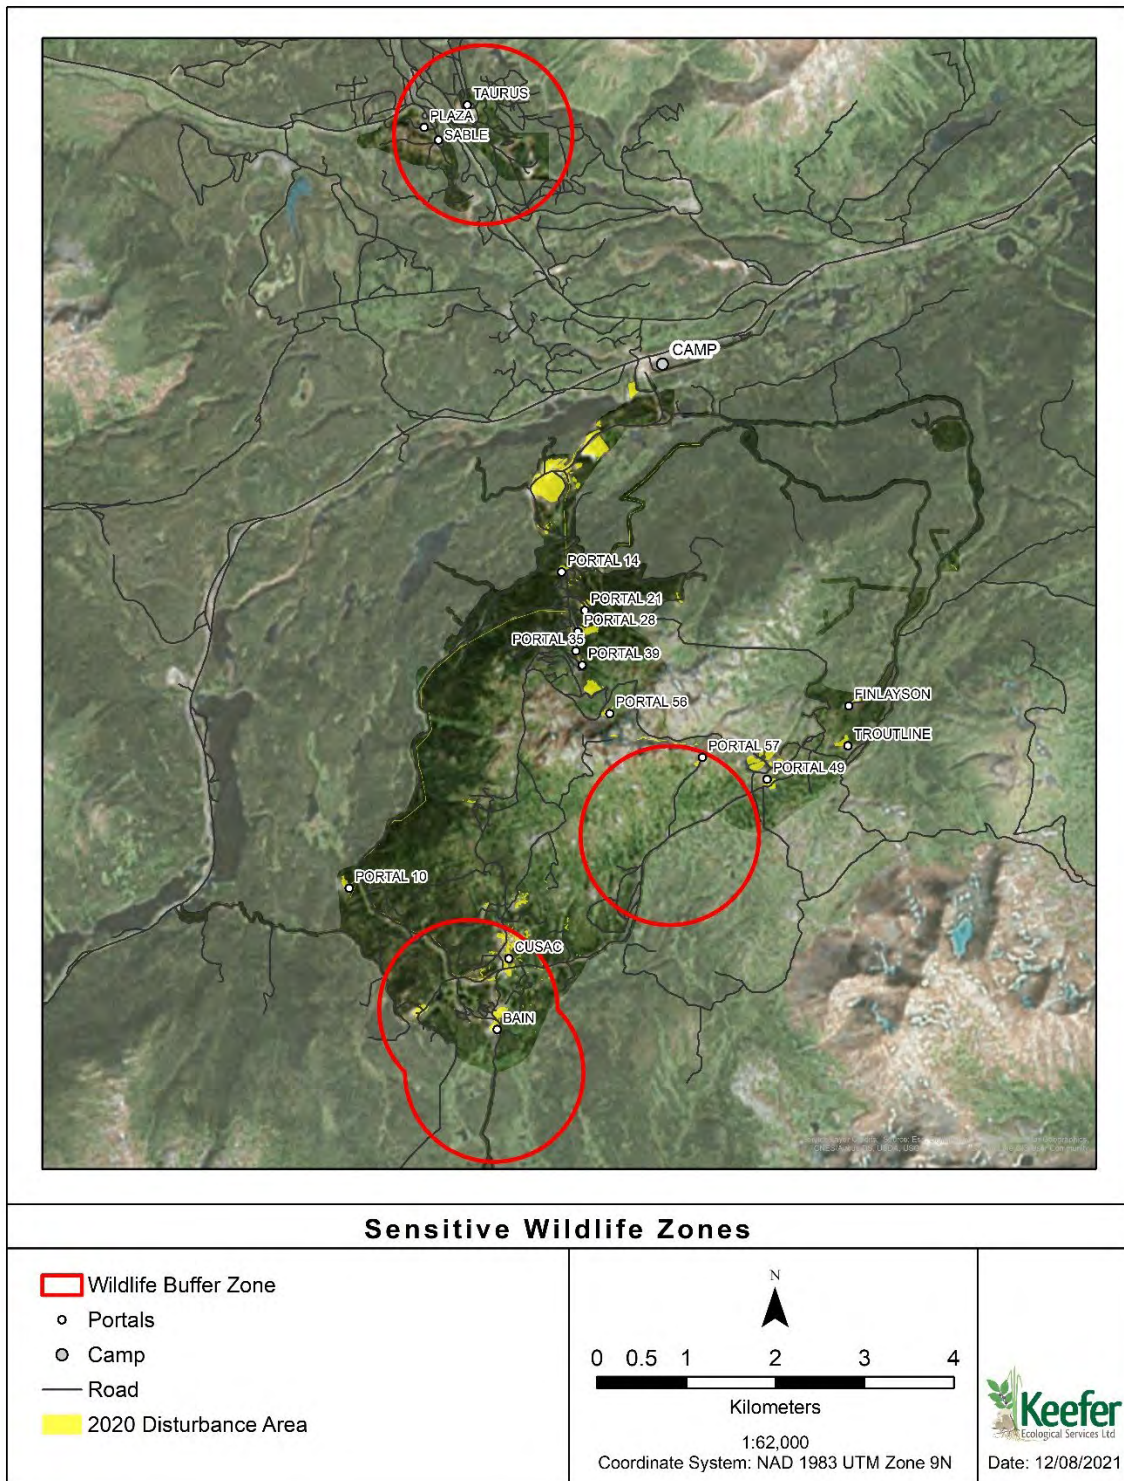 TAURUS
PLAZA
SABLE
CAMP
PORTAL 14
PORTAL 21
PORTAL 28
PORTAL 35
PORTAL 39
PORTAL 56
FINLAYSON
TROUTLINE
PORTAL 57
PORTAL 49
PORTAL 10
CUSAC
BAIN
Sensitive Wildlife Zones
Wildlife Buffer Zone
Portals
Camp
Road
2020 Disturbance Area
N
0 0.5 1 2 3 4
Kilometers
1:62,000
Coordinate System: NAD 1983 UTM Zone 9N
Keefer
Ecological Services Ltd
Date: 12/08/2021